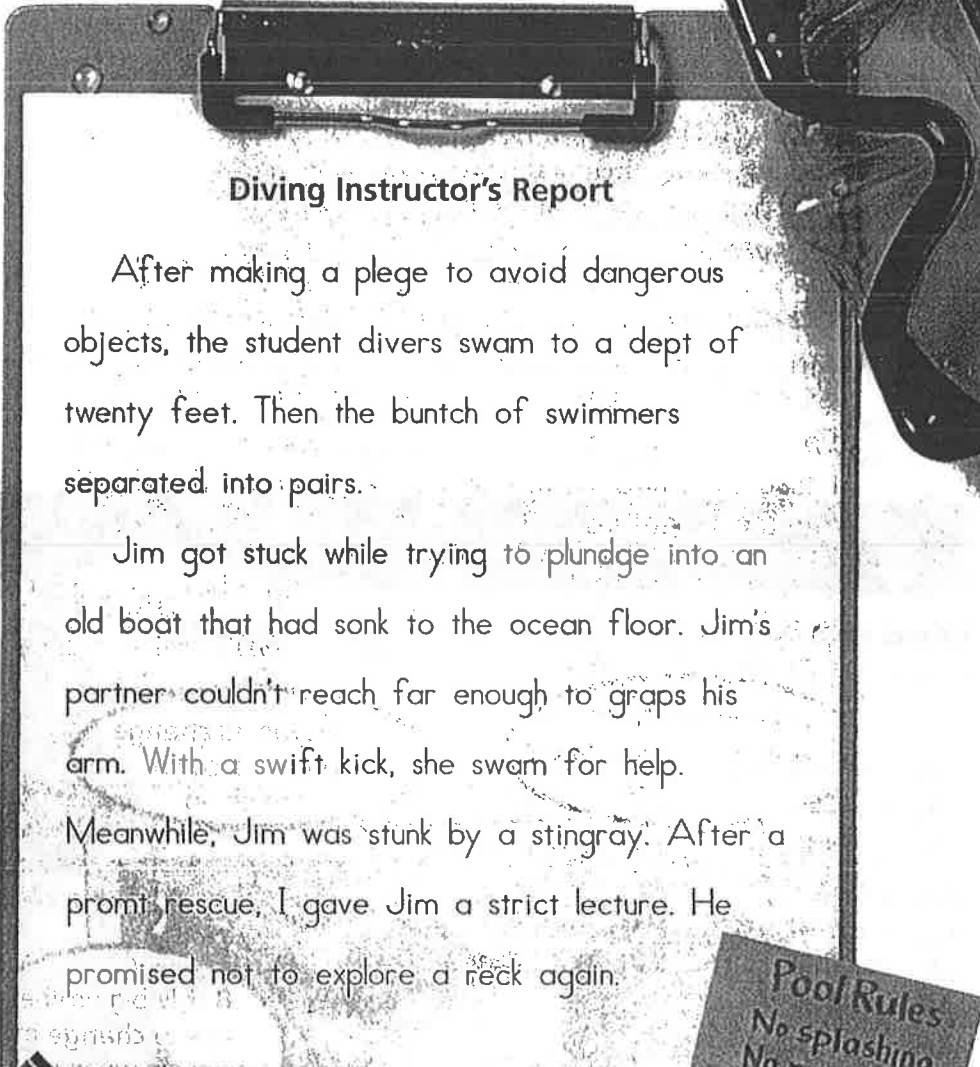 Diving Instructor's Report
After making a plege to avoid dangerous
objects, the student divers swam to a dept of
twenty feet. Then the buntch of swimmers
separated into pairs.
Jim got stuck while trying to plundge into an
old boat that had sonk to the ocean floor. Jim's
partner couldn't reach far enough to graps his
arm. With a swift kick, she swam for help.
Meanwhile, Jim was stunk by a stingray. After a
promt rescue, I gave Jim a strict lecture. He
promised not to explore a reck again.
Pool Rules
No splashing
No